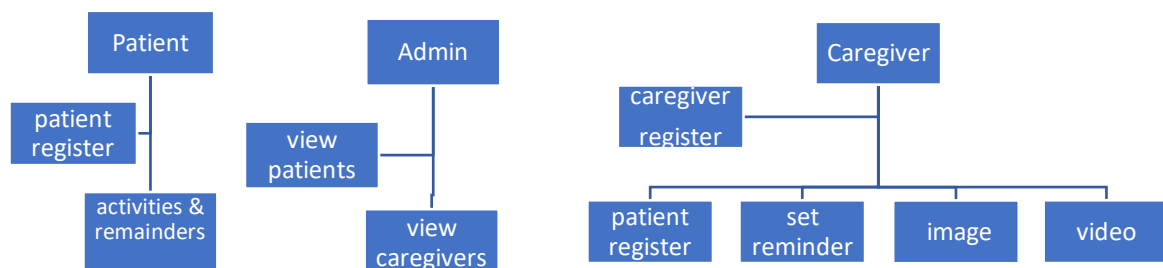 Patient
patient
register
activities &
remainders
Admin
view
patients
view
caregivers
Caregiver
caregiver
register
patient
register
set
reminder
image
video